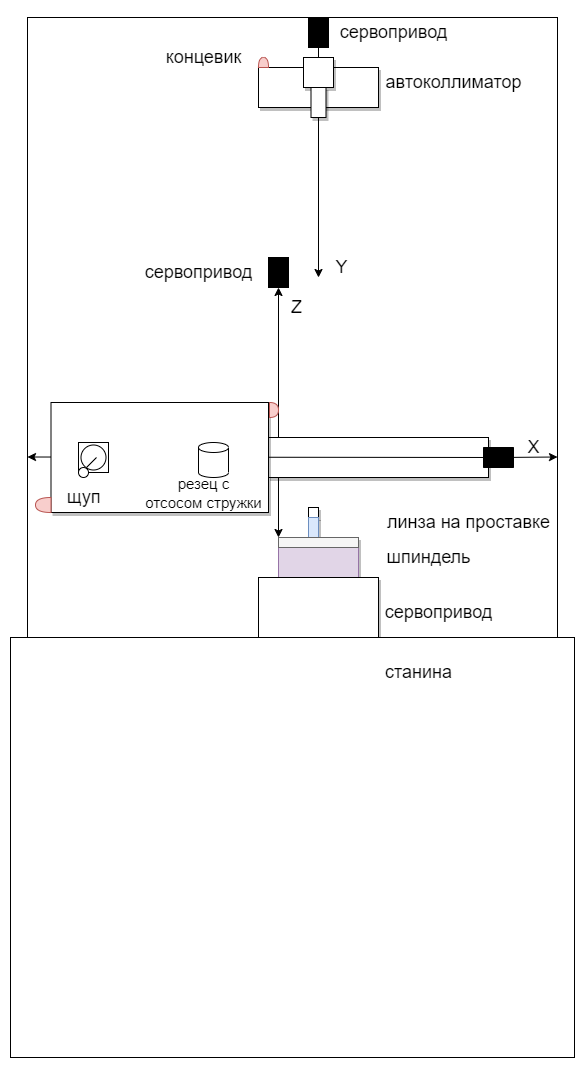 сервопривод
концевик
автоколлиматор
Y
сервопривод
Z
X
щуп
резец с
отсосом стружки
линза на проставке
шпиндель
сервопривод
станина